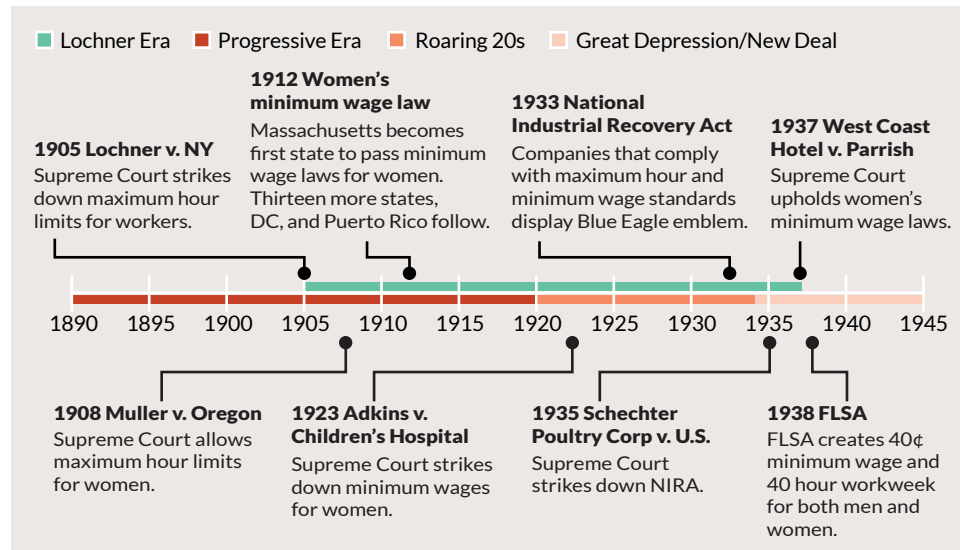 Lochner Era
Progressive Era
Roaring 20s
Great Depression/New Deal
1905 Lochner v. NY
Supreme Court strikes
down maximum hour
limits for workers.
1912 Women’s
minimum wage law
Massachusetts becomes
first state to pass minimum
wage laws for women.
Thirteen more states,
DC, and Puerto Rico follow.
1933 National
Industrial Recovery Act
Companies that comply
with maximum hour and
minimum wage standards
display Blue Eagle emblem.
1937 West Coast
Hotel v. Parrish
Supreme Court
upholds women’s
minimum wage laws.
1890 1895 1900 1905 1910 1915 1920 1925 1930 1935 1940 1945
1908 Muller v. Oregon
Supreme Court allows
maximum hour limits
for women.
1923 Adkins v.
Children’s Hospital
Supreme Court strikes
down minimum wages
for women.
1935 Schechter
Poultry Corp v. U.S.
Supreme Court
strikes down NIRA.
1938 FLSA
FLSA creates 40¢
minimum wage and
40 hour workweek
for both men and
women.